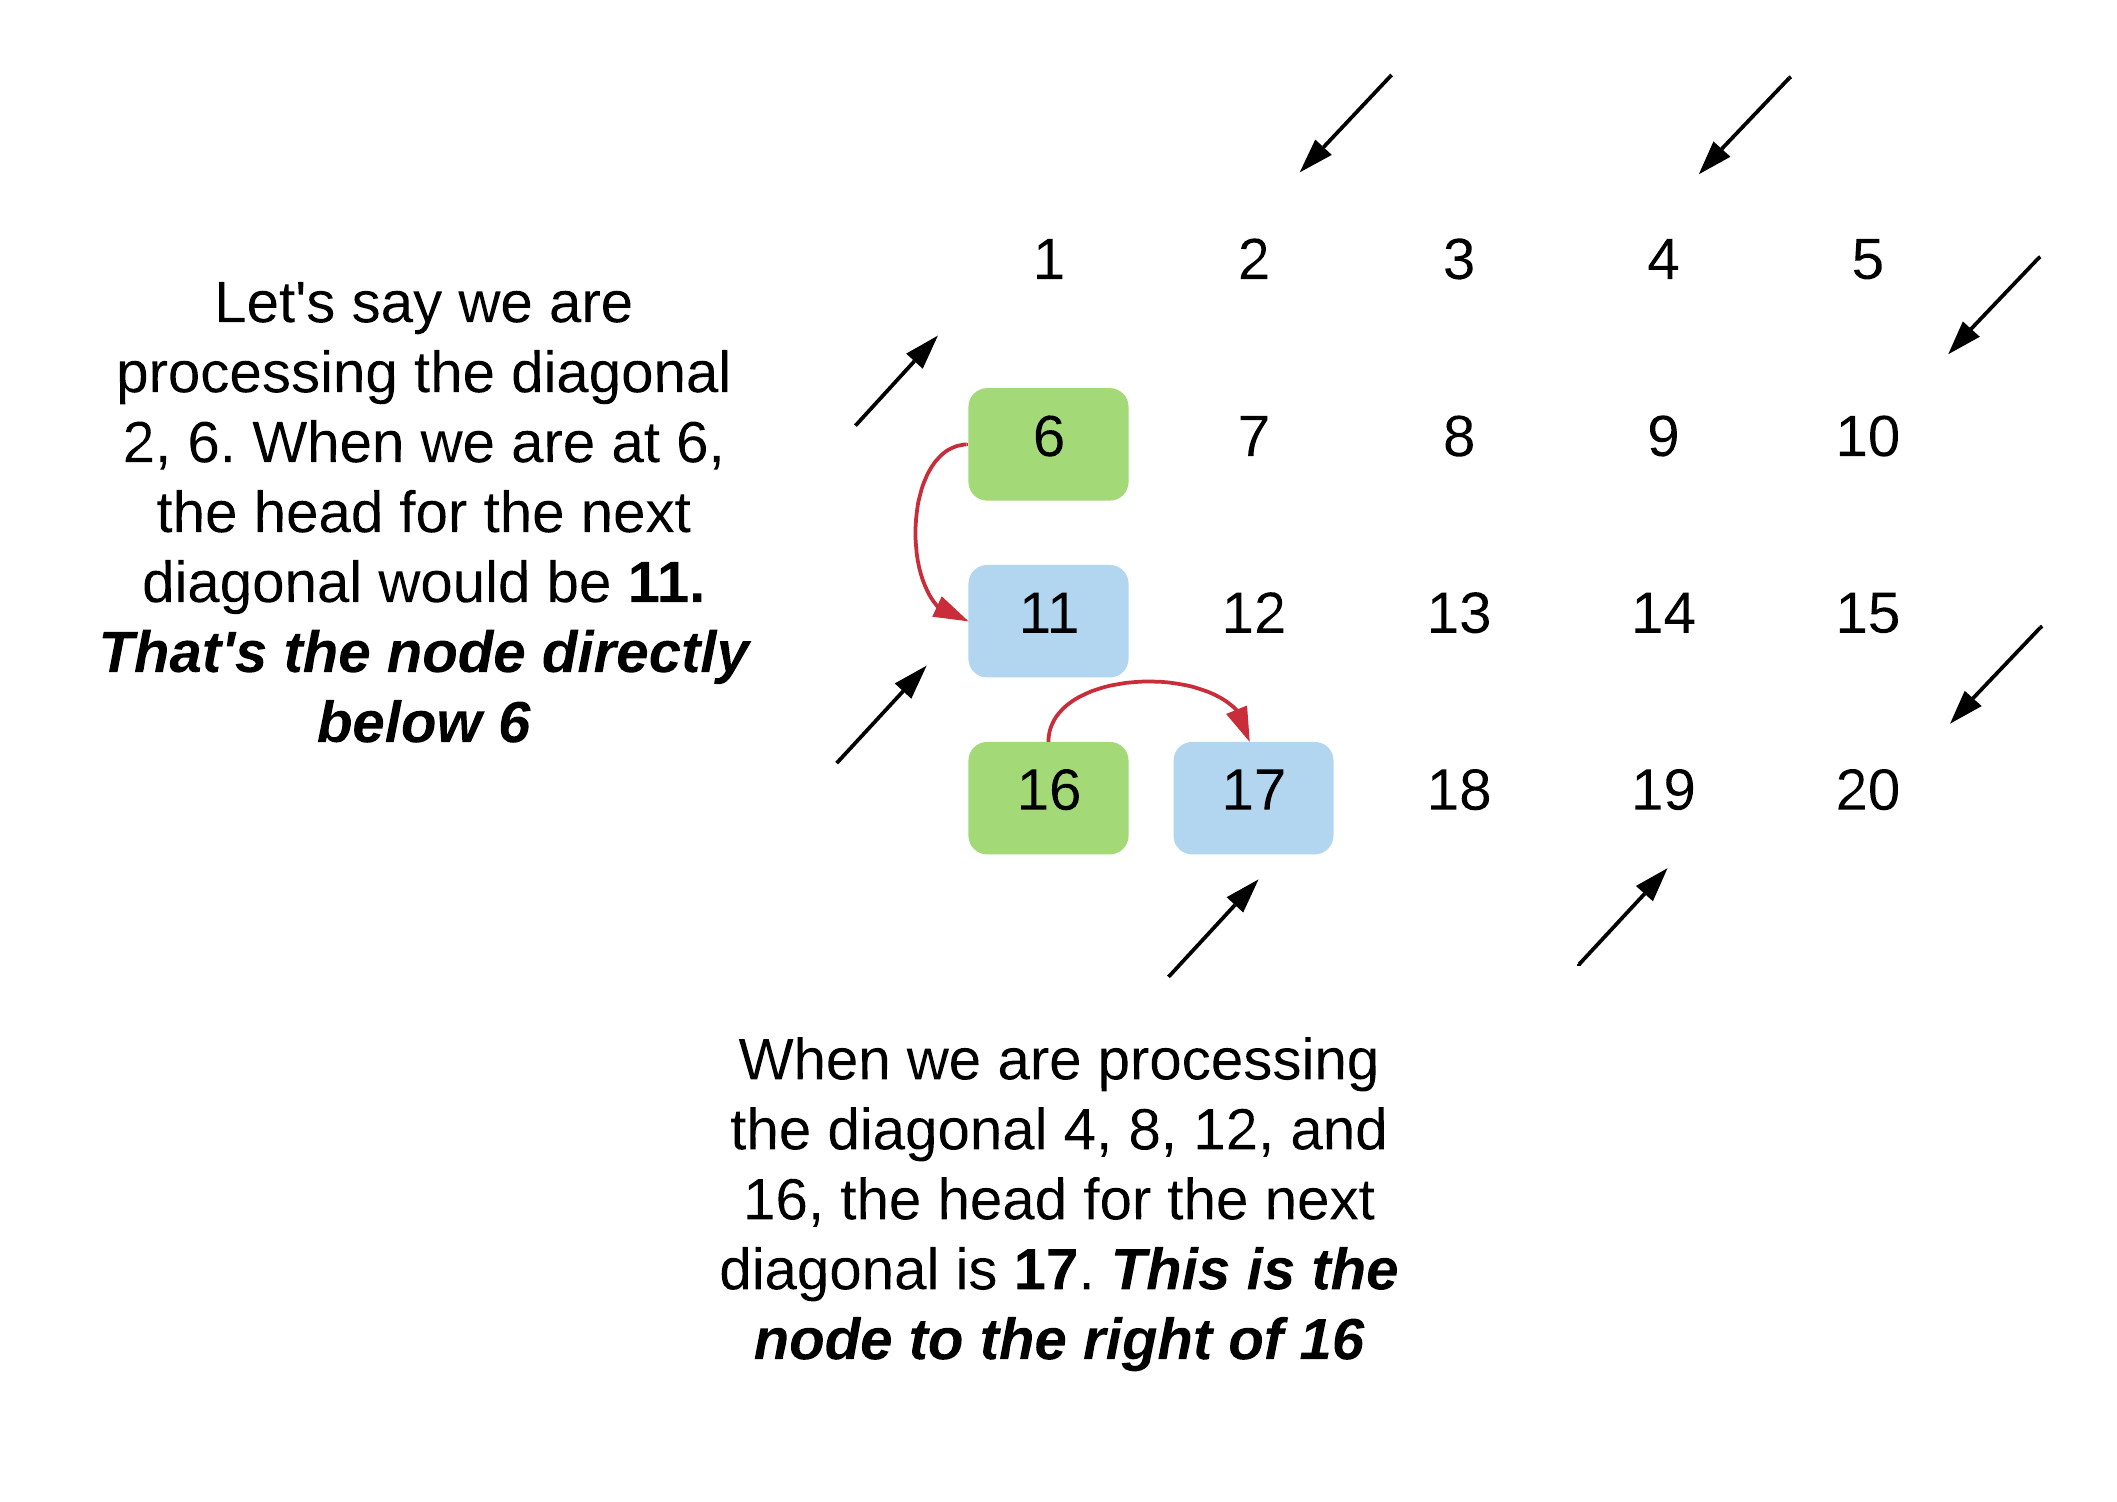 Let's say we are
processing the diagonal
2, 6. When we are at 6,
the head for the next
diagonal would be 11.
That's the node directly
below 6
1 2 3 4 5
6 7 8 9 10
11 12 13 14 15
16 17 18 19 20
When we are processing
the diagonal 4, 8, 12, and
16, the head for the next
diagonal is 17. This is the
node to the right of 16